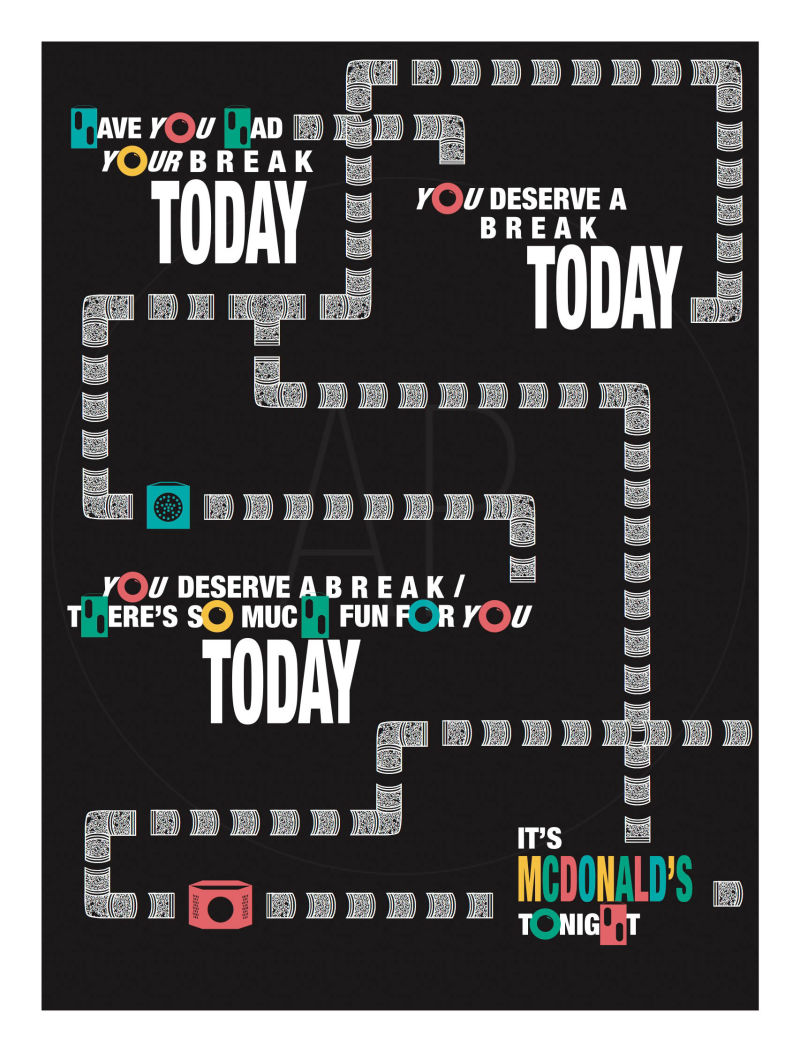 HAVE YOU HAD
YOUR BREAK
TODAY
YOU DESERVE A
BREAK
TODAY
YOU DESERVE A BREAK /
THERE'S SO MUCH FUN FOR YOU
TODAY
IT'S
MCDONALD'S
TONIGHT
AP